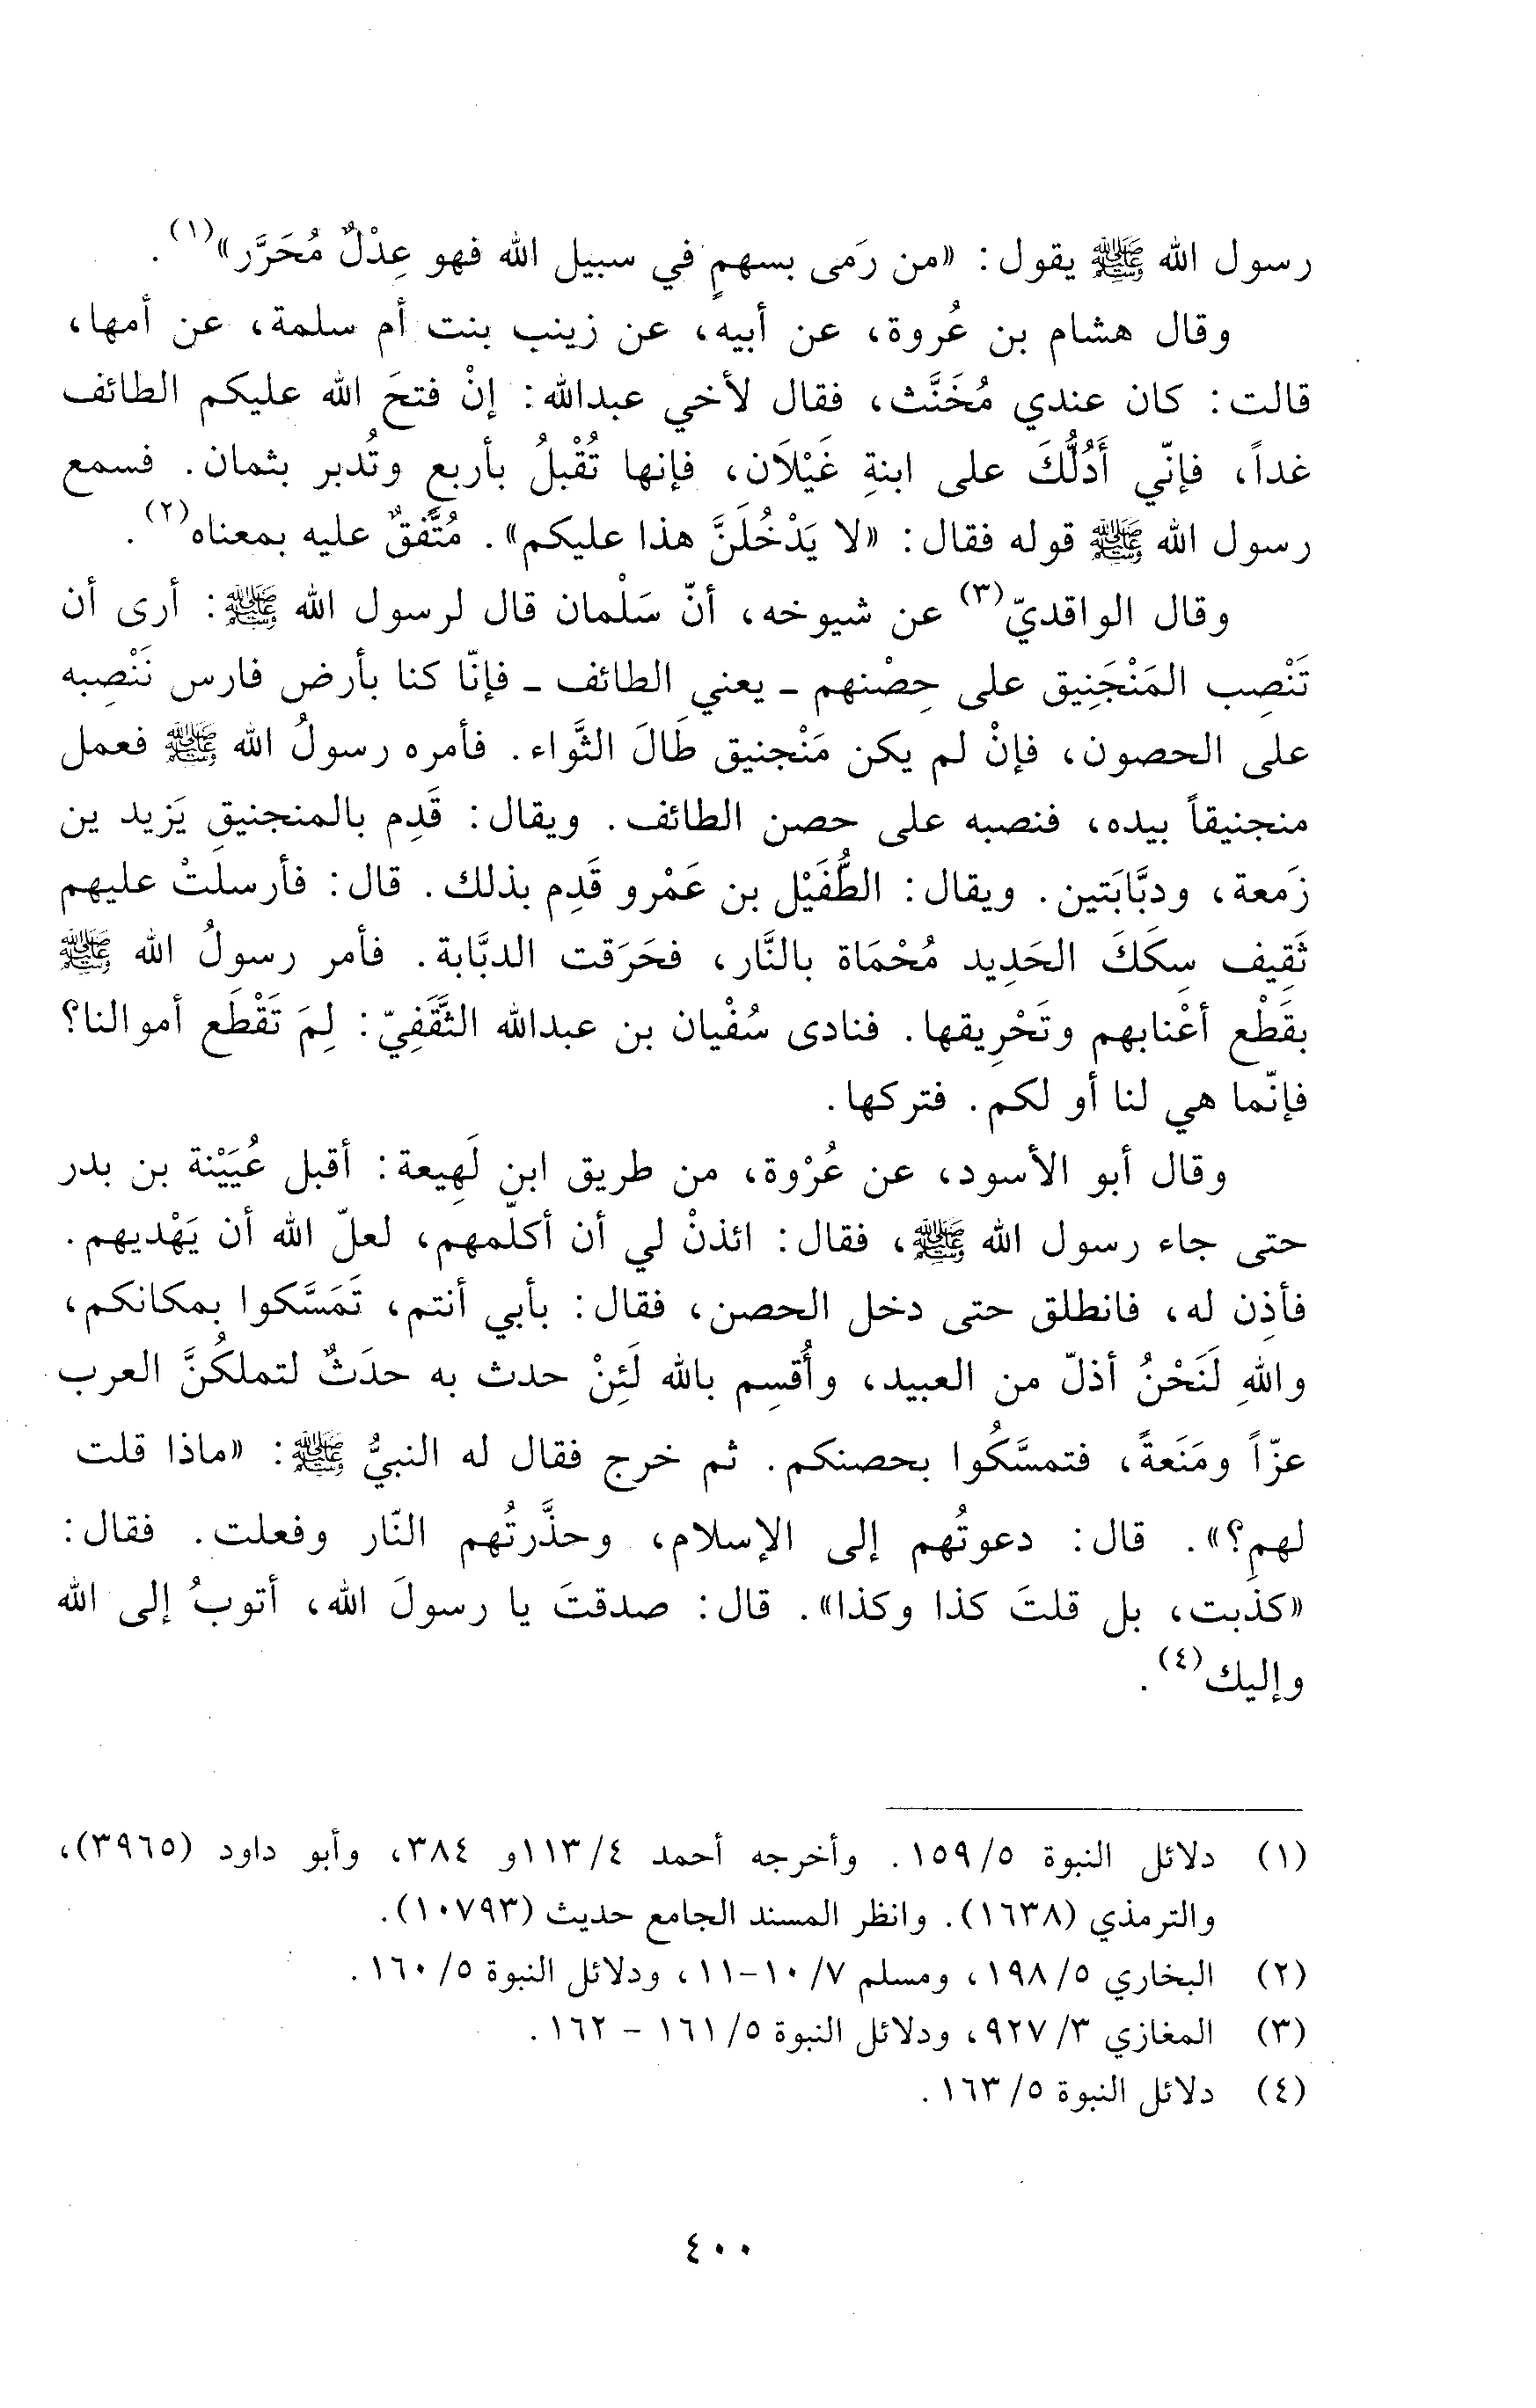 رسول الله ﷺ يقول: «من رَمى بسهمٍ في سبيل الله فهو عِدْلٌ مُحَرَّر»(١).
وقال هشام بن عُروة، عن أبيه، عن زينب بنت أم سلمة، عن أمها،
قالت: كان عندي مُخَنَّث، فقال لأخي عبدالله: إنْ فتحَ الله عليكم الطائف
غداً، فإنّي أَدُلُّكَ على ابنةِ غَيْلَان، فإنها تُقْبلُ بأربعٍ وتُدبر بثمان. فسمع
رسول الله ﷺ قوله فقال: «لا يَدْخُلَنَّ هذا عليكم». مُتَّفقٌ عليه بمعناه(٢).
وقال الواقديّ(٣) عن شيوخه، أنّ سَلْمان قال لرسول الله ﷺ: أرى أن
تَنْصِب المَنْجَنِيق على حِصْنهم ـ يعني الطائف ـ فإنّا كنا بأرض فارس نَنْصِبه
على الحصون، فإنْ لم يكن مَنْجنيق طَالَ الثَّواء. فأمره رسولُ الله ﷺ فعمل
منجنيقاً بيده، فنصبه على حصن الطائف. ويقال: قَدِم بالمنجنيقِ يَزيد ين
زَمعة، ودبَّابَتين. ويقال: الطُّفَيْل بن عَمْرو قَدِم بذلك. قال: فأرسلَتْ عليهم
ثَقِيف سِكَكَ الحَدِيد مُحْمَاة بالنَّار، فحَرَقت الدبَّابة. فأمر رسولُ الله ﷺ
بقَطْع أعْنابهم وتَحْرِيقها. فنادى سُفْيان بن عبدالله الثَّقَفِيّ: لِمَ تَقْطَع أموالنا؟
فإنّما هي لنا أو لكم. فتركها.
وقال أبو الأسود، عن عُرْوة، من طريق ابن لَهِيعة: أقبل عُيَيْنة بن بدر
حتى جاء رسول الله ﷺ، فقال: ائذنْ لي أن أكلّمهم، لعلّ الله أن يَهْديهم.
فأذِن له، فانطلق حتى دخل الحصن، فقال: بأبي أنتم، تَمَسَّكوا بمكانكم،
واللهِ لَنَحْنُ أذلّ من العبيد، وأُقسِم بالله لَئِنْ حدث به حدَثٌ لتملكُنَّ العرب
عزّاً ومَنَعةً، فتمسَّكُوا بحصنكم. ثم خرج فقال له النبيُّ ﷺ: «ماذا قلت
لهم؟». قال: دعوتُهم إلى الإسلام، وحذَّرتُهم النّار وفعلت. فقال:
«كذَبت، بل قلتَ كذا وكذا». قال: صدقتَ يا رسولَ الله، أتوبُ إلى الله
وإليك(٤).
(١) دلائل النبوة ٥/ ١٥٩. وأخرجه أحمد ٤/ ١١٣و ٣٨٤، وأبو داود (٣٩٦٥)،
والترمذي (١٦٣٨). وانظر المسند الجامع حديث (١٠٧٩٣).
(٢) البخاري ٥/ ١٩٨، ومسلم ٧/ ١٠-١١، ودلائل النبوة ٥/ ١٦٠.
(٣) المغازي ٣/ ٩٢٧، ودلائل النبوة ٥/ ١٦١ - ١٦٢.
(٤) دلائل النبوة ٥/ ١٦٣.
٤٠٠